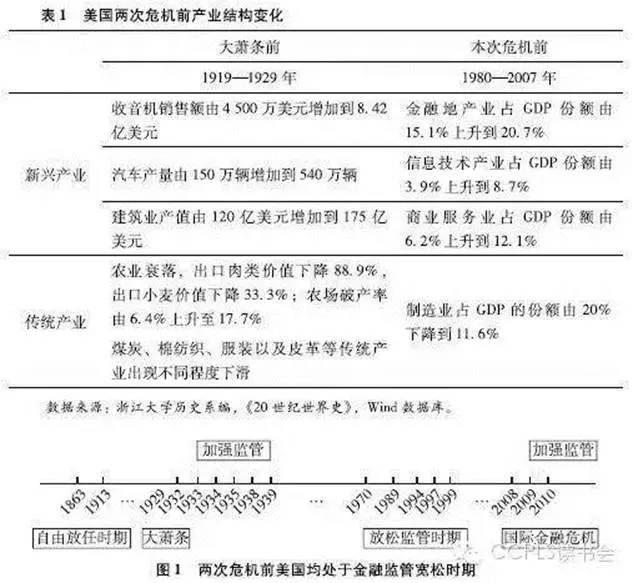 表 1 美国两次危机前产业结构变化
大萧条前 本次危机前
1919—1929 年 1980—2007 年
新兴产业
收音机销售额由 4 500 万美元增加到 8.42
亿美元
金融地产业占 GDP 份额由
15.1% 上升到 20.7%
汽车产量由 150 万辆增加到 540 万辆
信息技术产业占 GDP 份额由
3.9% 上升到 8.7%
建筑业产值由 120 亿美元增加到 175 亿
美元
商业服务业占 GDP 份额由
6.2% 上升到 12.1%
传统产业
农业衰落,出口肉类价值下降 88.9%,
出口小麦价值下降 33.3%;农场破产率
由 6.4% 上升至 17.7%
煤炭、棉纺织、服装以及皮革等传统产
业出现不同程度下滑
制造业占 GDP 的份额由 20%
下降到 11.6%
数据来源:浙江大学历史系编,《20 世纪世界史》,Wind 数据库。
加强监管 加强监管
1863 1913 … 1929 1932 1933 1934 1935 1938 1939 … 1970 1989 1994 1997 1999 … 2008 2009 2010
自由放任时期 大萧条 放松监管时期 国际金融危机
CCPLS读书会
图 1 两次危机前美国均处于金融监管宽松时期